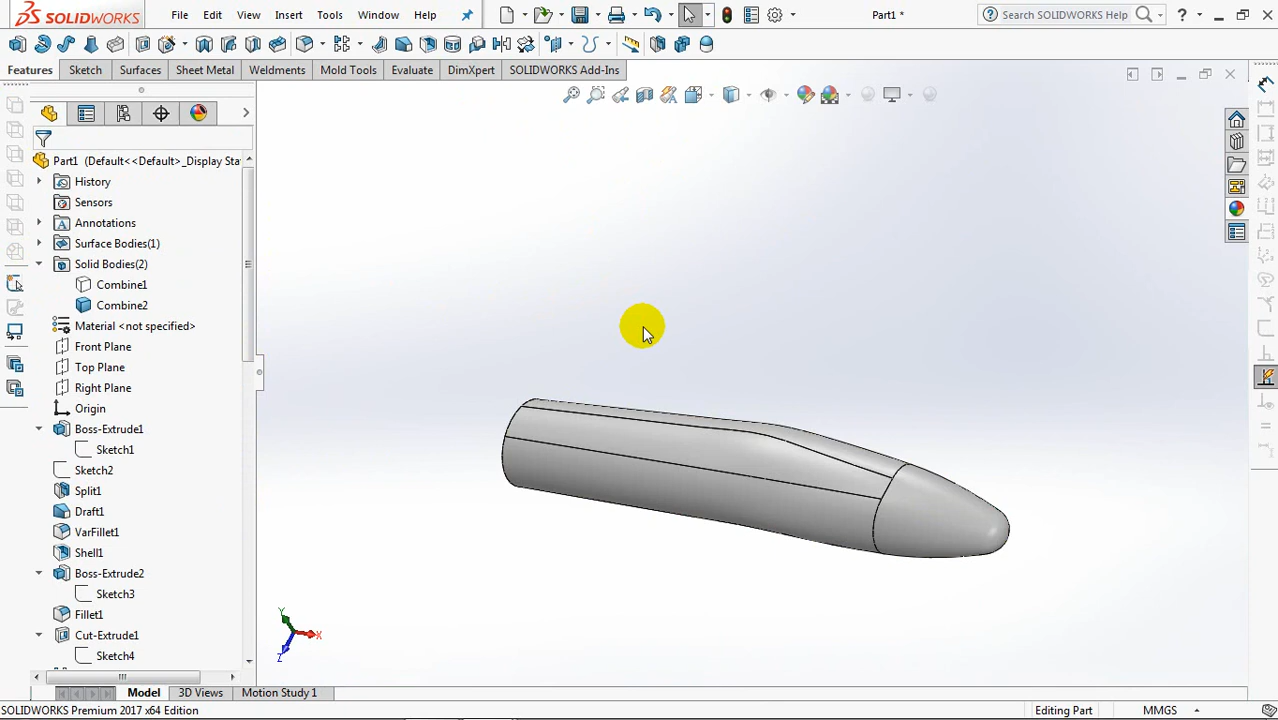 SOLIDWORKS File Edit View Insert Tools Window Help Part1 * Search SOLIDWORKS Help ?
Features Sketch Surfaces Sheet Metal Weldments Mold Tools Evaluate DimXpert SOLIDWORKS Add-Ins
Part1 (Default<<Default>_Display Sta
History
Sensors
Annotations
Surface Bodies(1)
Solid Bodies(2)
Combine1
Combine2
Material <not specified>
Front Plane
Top Plane
Right Plane
Origin
Boss-Extrude1
Sketch1
Sketch2
Split1
Draft1
VarFillet1
Shell1
Boss-Extrude2
Sketch3
Fillet1
Cut-Extrude1
Sketch4
Y
X
Z
Model 3D Views Motion Study 1
SOLIDWORKS Premium 2017 x64 Edition Editing Part MMGS